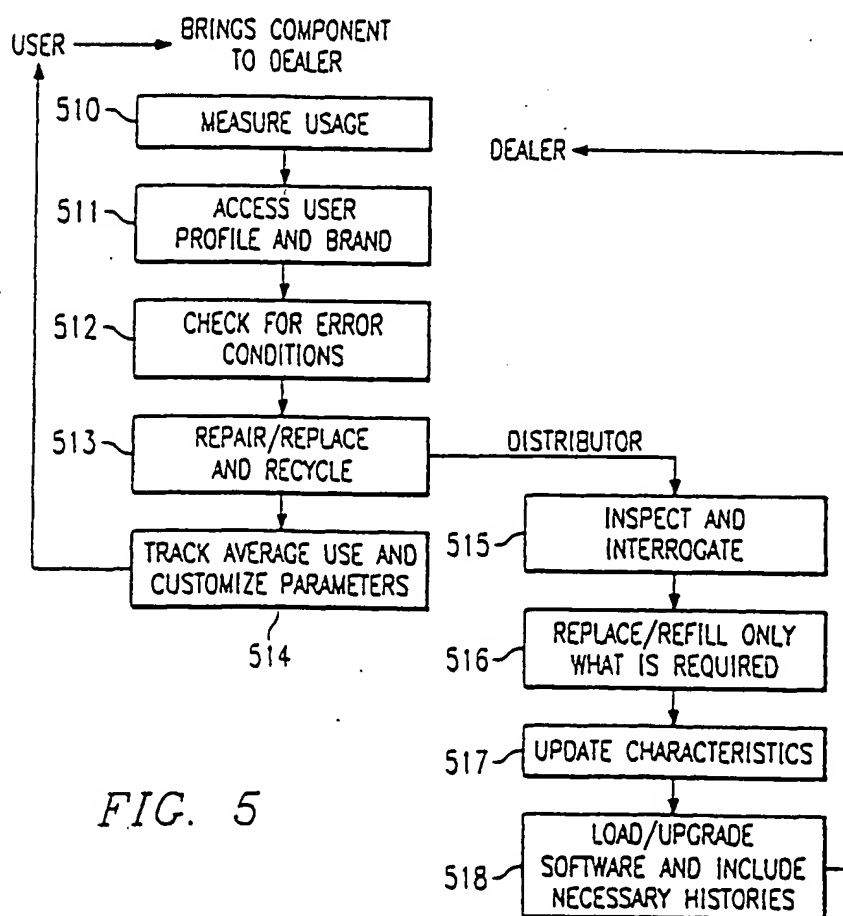 USER
BRINGS COMPONENT
TO DEALER
510
MEASURE USAGE
DEALER
511
ACCESS USER
PROFILE AND BRAND
512
CHECK FOR ERROR
CONDITIONS
513
REPAIR/REPLACE
AND RECYCLE
DISTRIBUTOR
TRACK AVERAGE USE AND
CUSTOMIZE PARAMETERS
514
515
INSPECT AND
INTERROGATE
516
REPLACE/REFILL ONLY
WHAT IS REQUIRED
517
UPDATE CHARACTERISTICS
518
LOAD/UPGRADE
SOFTWARE AND INCLUDE
NECESSARY HISTORIES
FIG. 5